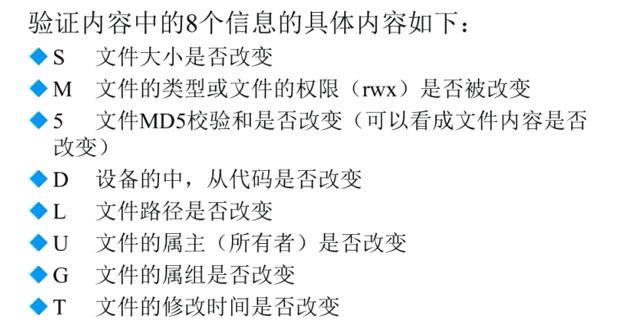 验证内容中的8个信息的具体内容如下：
S 文件大小是否改变
M 文件的类型或文件的权限（rwx）是否被改变
5 文件MD5校验和是否改变（可以看成文件内容是否
改变）
D 设备的中，从代码是否改变
L 文件路径是否改变
U 文件的属主（所有者）是否改变
G 文件的属组是否改变
T 文件的修改时间是否改变